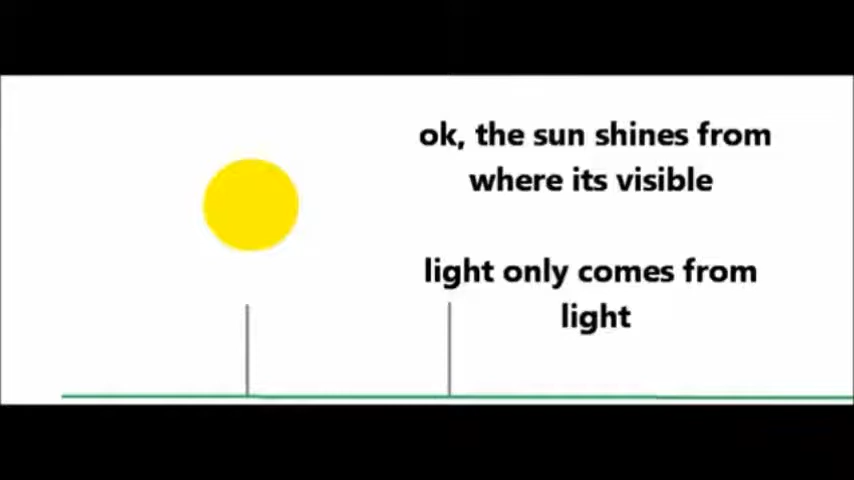 ok, the sun shines from
where its visible
light only comes from
light